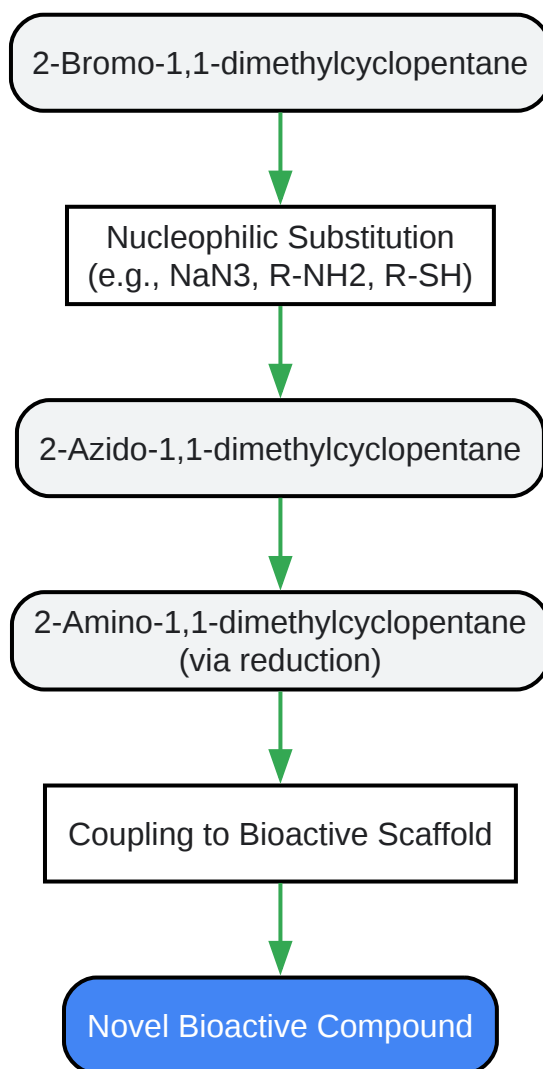 2-Bromo-1,1-dimethylcyclopentane
Nucleophilic Substitution
(e.g., NaN3, R-NH2, R-SH)
2-Azido-1,1-dimethylcyclopentane
2-Amino-1,1-dimethylcyclopentane
(via reduction)
Coupling to Bioactive Scaffold
Novel Bioactive Compound